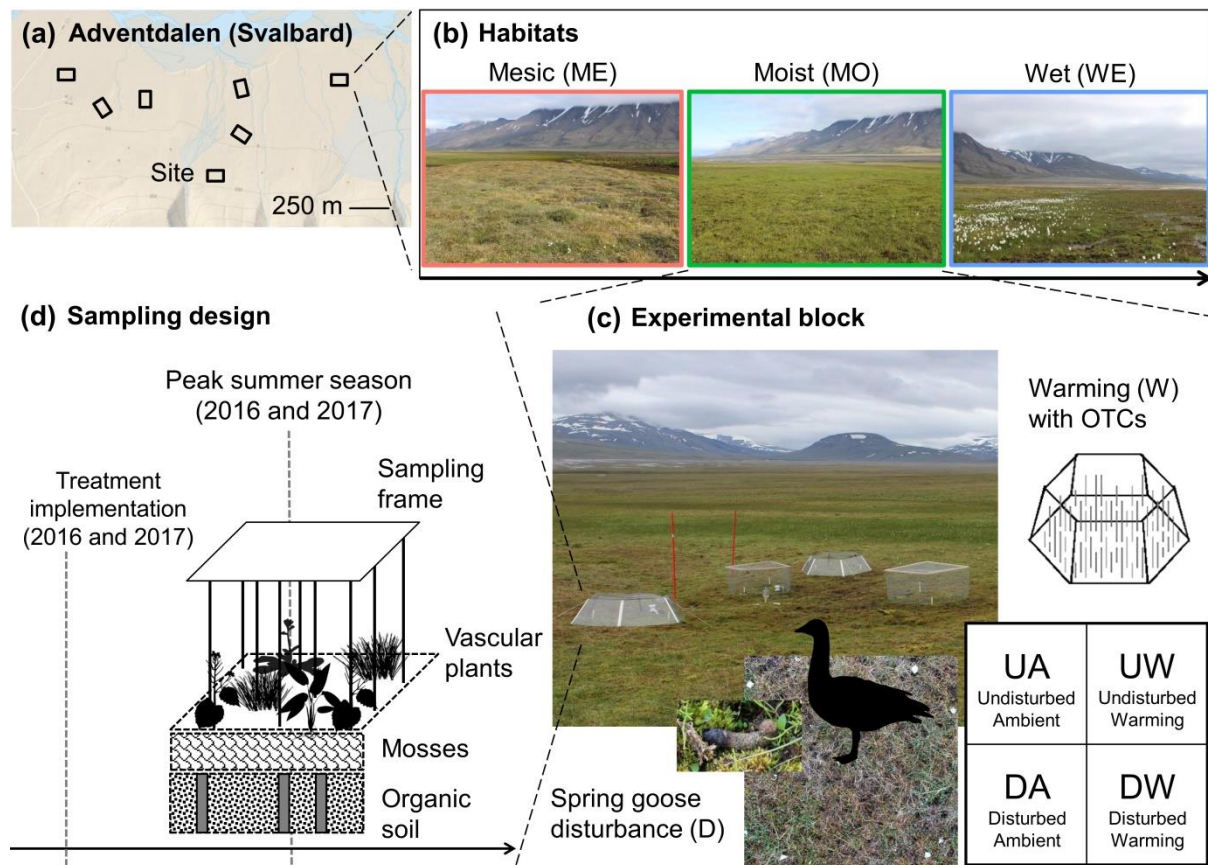 (a) Adventdalen (Svalbard)
Site
250 m
(b) Habitats
Mesic (ME)
Moist (MO)
Wet (WE)
(d) Sampling design
Peak summer season
(2016 and 2017)
Treatment
implementation
(2016 and 2017)
Sampling
frame
Vascular
plants
Mosses
Organic
soil
(c) Experimental block
Warming (W)
with OTCs
Spring goose
disturbance (D)
UA
Undisturbed
Ambient
UW
Undisturbed
Warming
DA
Disturbed
Ambient
DW
Disturbed
Warming